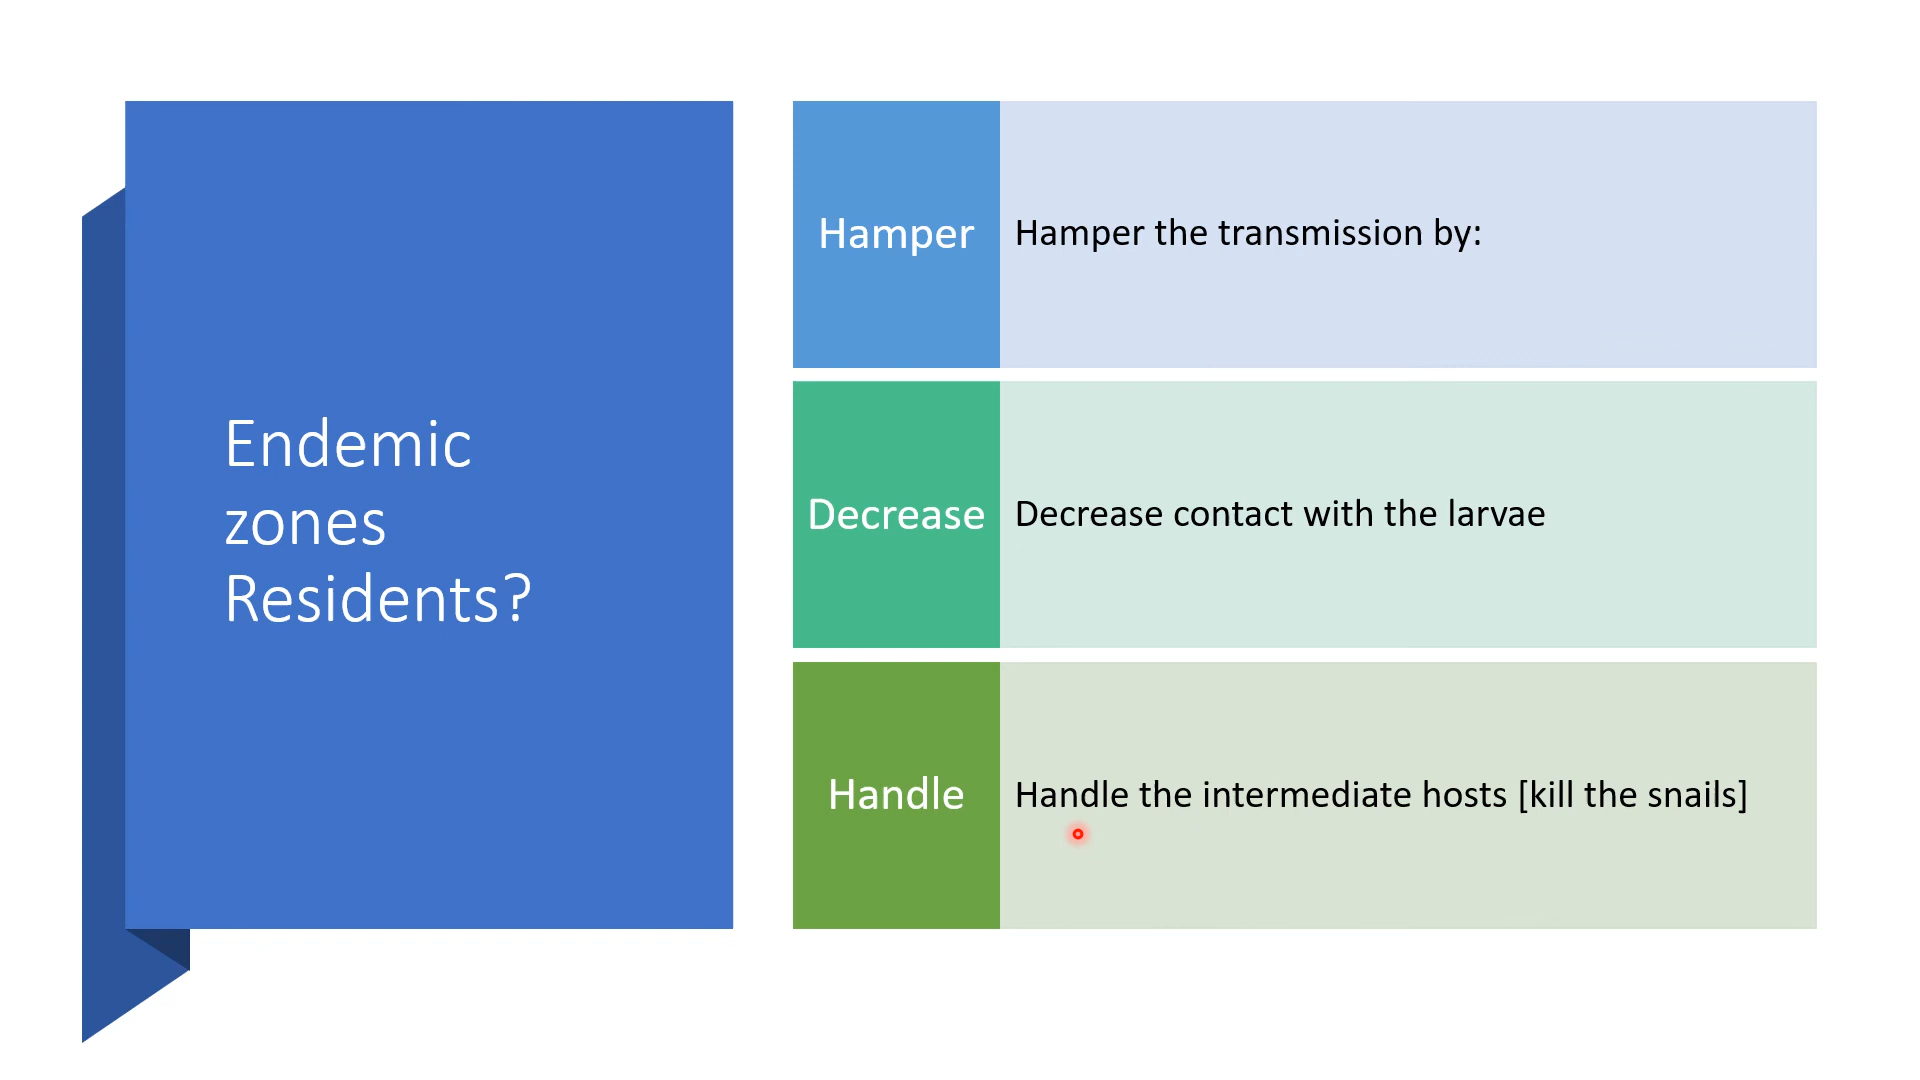 Endemic
zones
Residents?
Hamper
Hamper the transmission by:
Decrease
Decrease contact with the larvae
Handle
Handle the intermediate hosts [kill the snails]